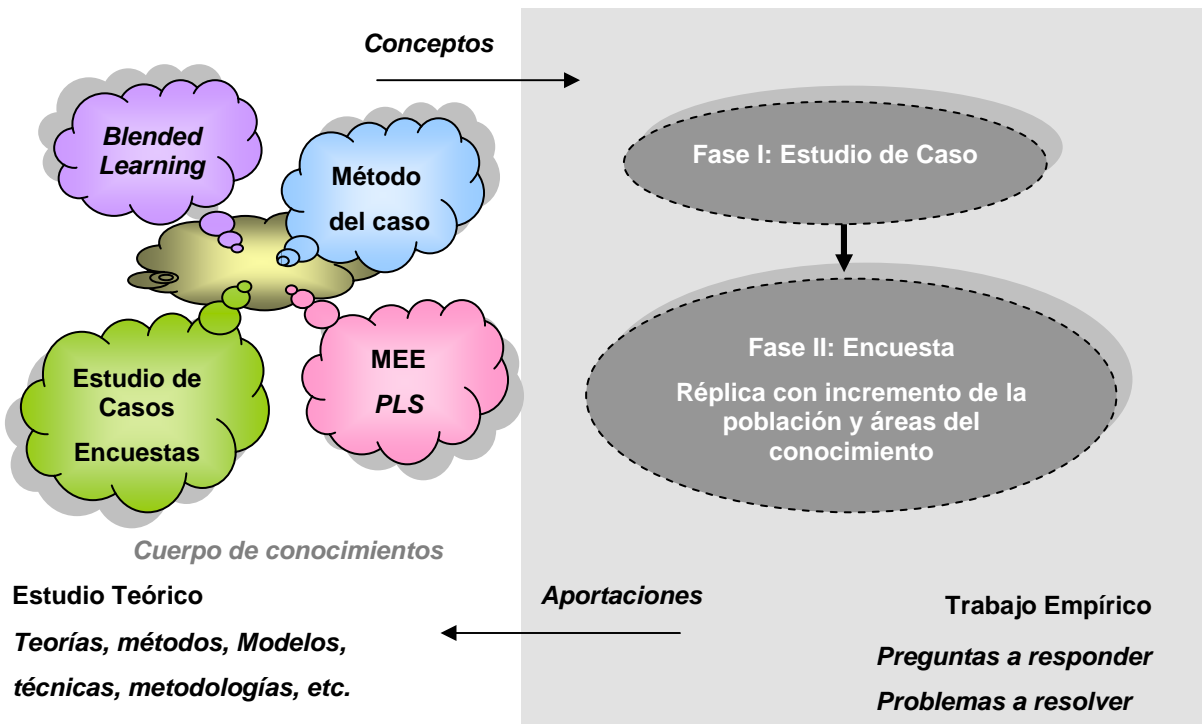 Conceptos
Blended
Learning
Método
del caso
Estudio de
Casos
Encuestas
MEE
PLS
Cuerpo de conocimientos
Estudio Teórico
Teorías, métodos, Modelos,
técnicas, metodologías, etc.
Fase I: Estudio de Caso
Fase II: Encuesta
Réplica con incremento de la
población y áreas del
conocimiento
Aportaciones
Trabajo Empírico
Preguntas a responder
Problemas a resolver